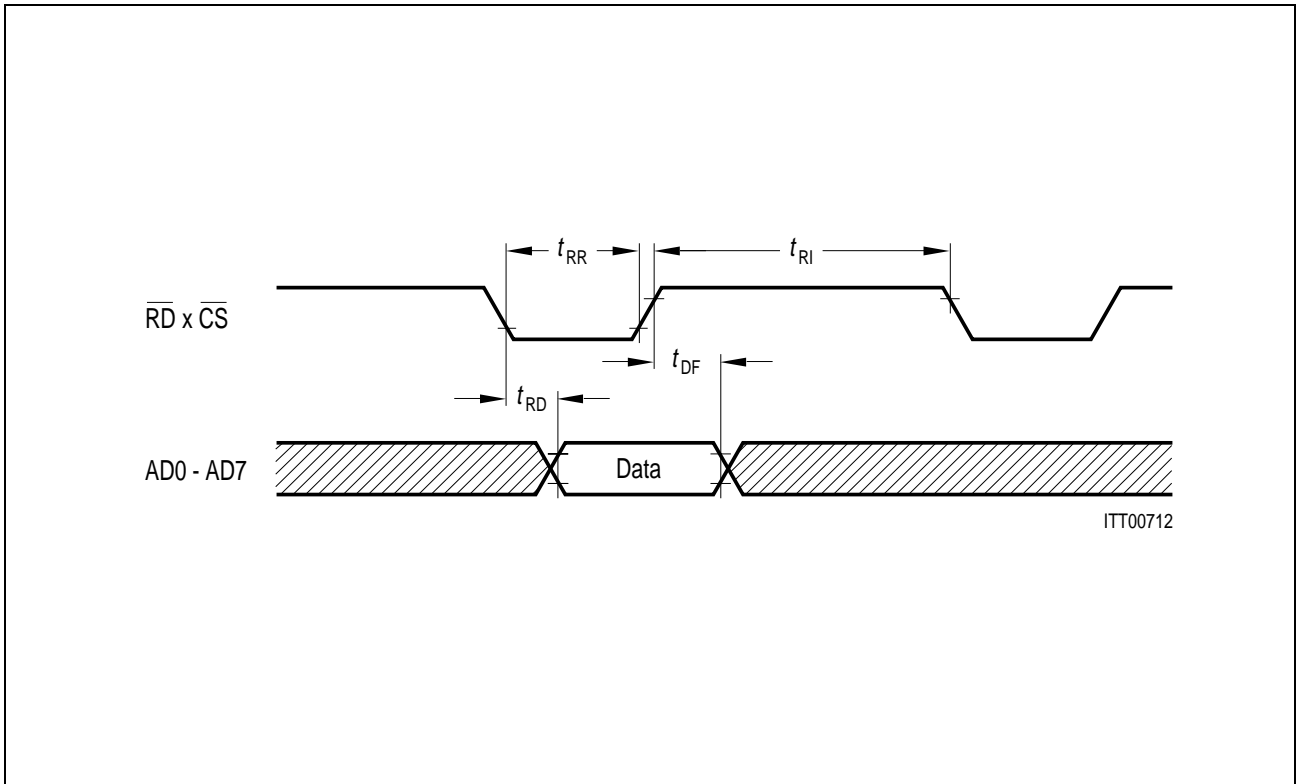 tRR
tRI
RD x CS
tDF
tRD
AD0 - AD7
Data
ITT00712